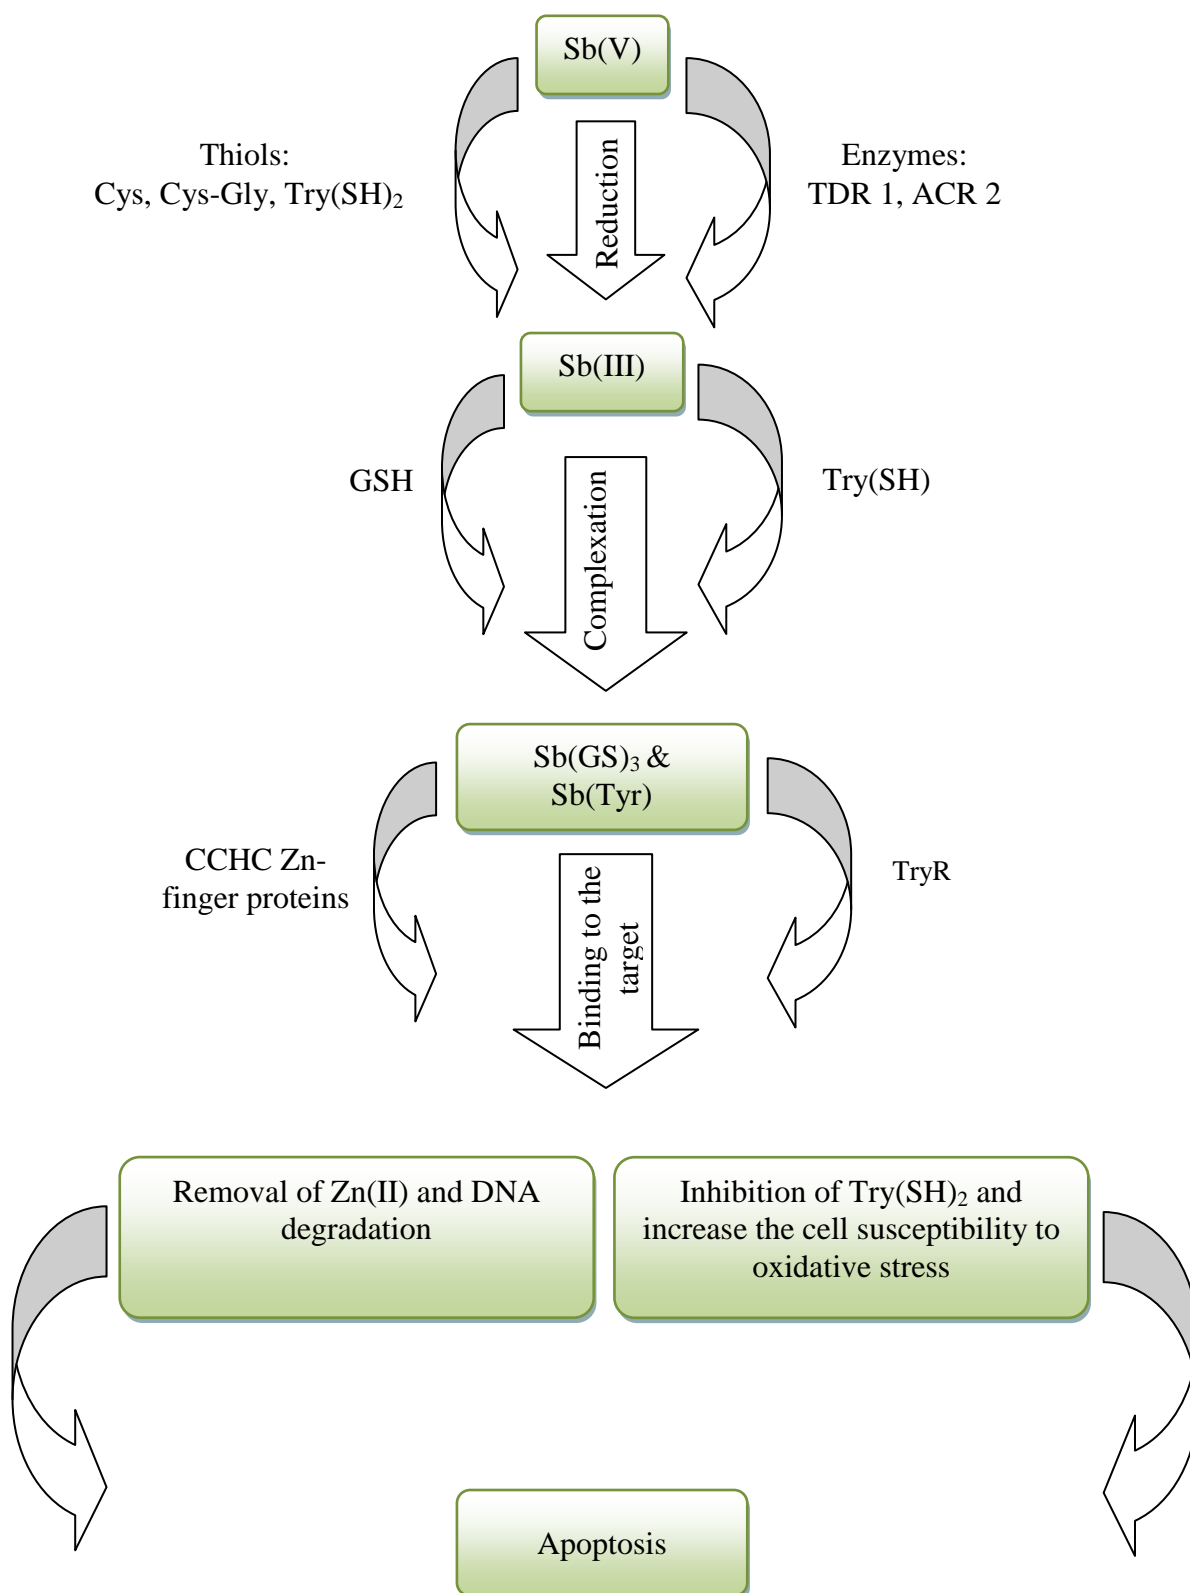 Sb(V)
Thiols:
Cys, Cys-Gly, Try(SH)₂
Reduction
Enzymes:
TDR 1, ACR 2
Sb(III)
GSH
Complexation
Try(SH)
Sb(GS)₃ &
Sb(Tyr)
CCHC Zn-
finger proteins
Binding to the
target
TryR
Removal of Zn(II) and DNA
degradation
Inhibition of Try(SH)₂ and
increase the cell susceptibility to
oxidative stress
Apoptosis